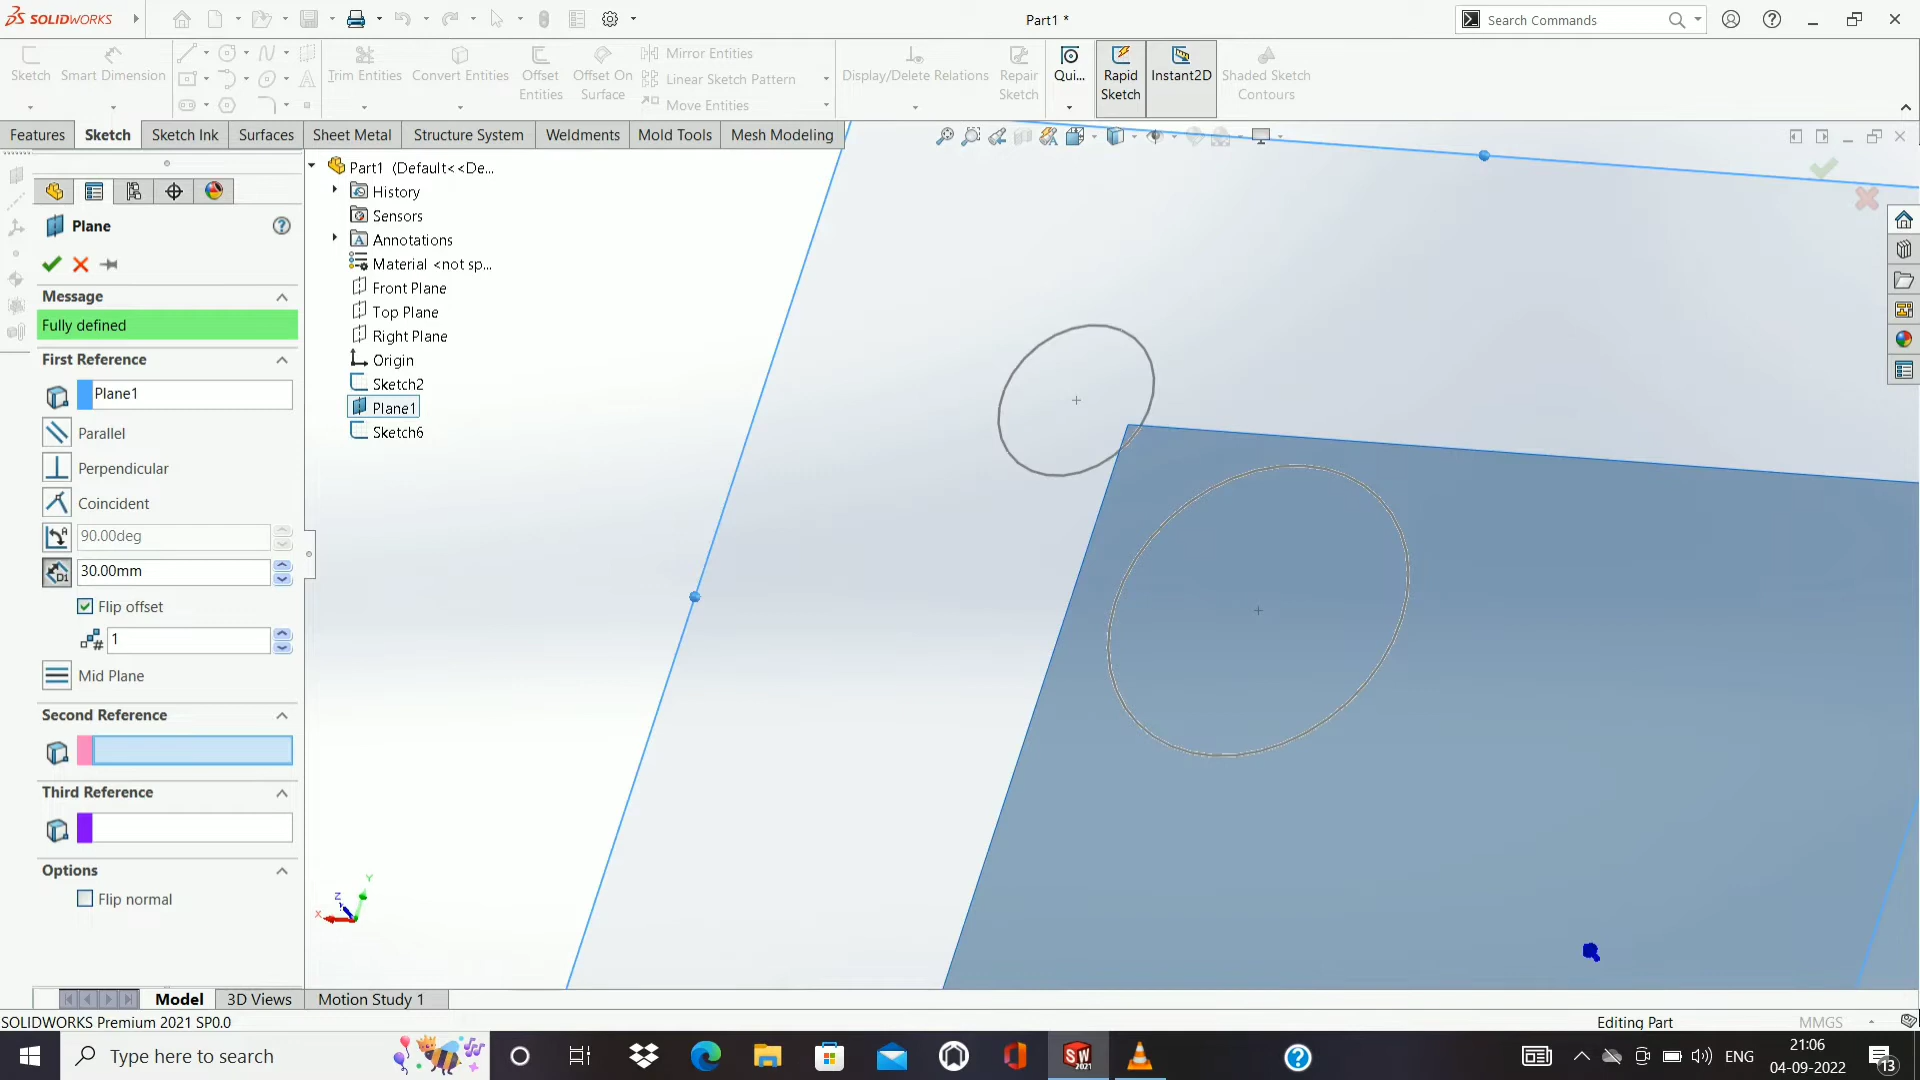 SOLIDWORKS
Part1 *
Search Commands
Sketch
Smart Dimension
Trim Entities
Convert Entities
Offset Entities
Offset On Surface
Mirror Entities
Linear Sketch Pattern
Move Entities
Display/Delete Relations
Repair Sketch
Qui...
Rapid Sketch
Instant2D
Shaded Sketch Contours
Features
Sketch
Sketch Ink
Surfaces
Sheet Metal
Structure System
Weldments
Mold Tools
Mesh Modeling
Plane
Message
Fully defined
First Reference
Plane1
Parallel
Perpendicular
Coincident
90.00deg
30.00mm
Flip offset
1
Mid Plane
Second Reference
Third Reference
Options
Flip normal
Part1 (Default<<De...
History
Sensors
Annotations
Material <not sp...
Front Plane
Top Plane
Right Plane
Origin
Sketch2
Plane1
Sketch6
Y
Z
X
Model
3D Views
Motion Study 1
SOLIDWORKS Premium 2021 SP0.0
Editing Part
MMGS
Type here to search
SW
2021
ENG
21:06
04-09-2022
13